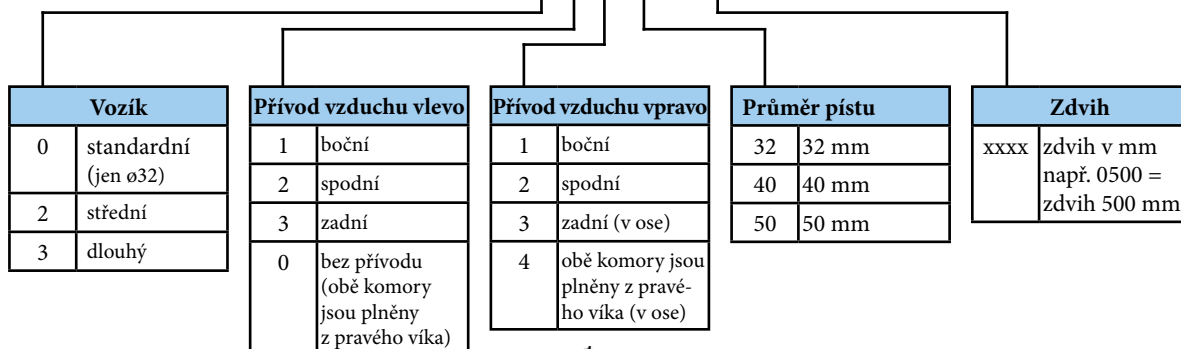 Vozík
0 standardní
(jen ø32)
2 střední
3 dlouhý
Přívod vzduchu vlevo
1 boční
2 spodní
3 zadní
0 bez přívodu
(obě komory
jsou plněny
z pravého víka)
Přívod vzduchu vpravo
1 boční
2 spodní
3 zadní (v ose)
4 obě komory jsou
plněny z pravé-
ho víka (v ose)
Průměr pístu
32 32 mm
40 40 mm
50 50 mm
Zdvih
xxxx zdvih v mm
např. 0500 =
zdvih 500 mm